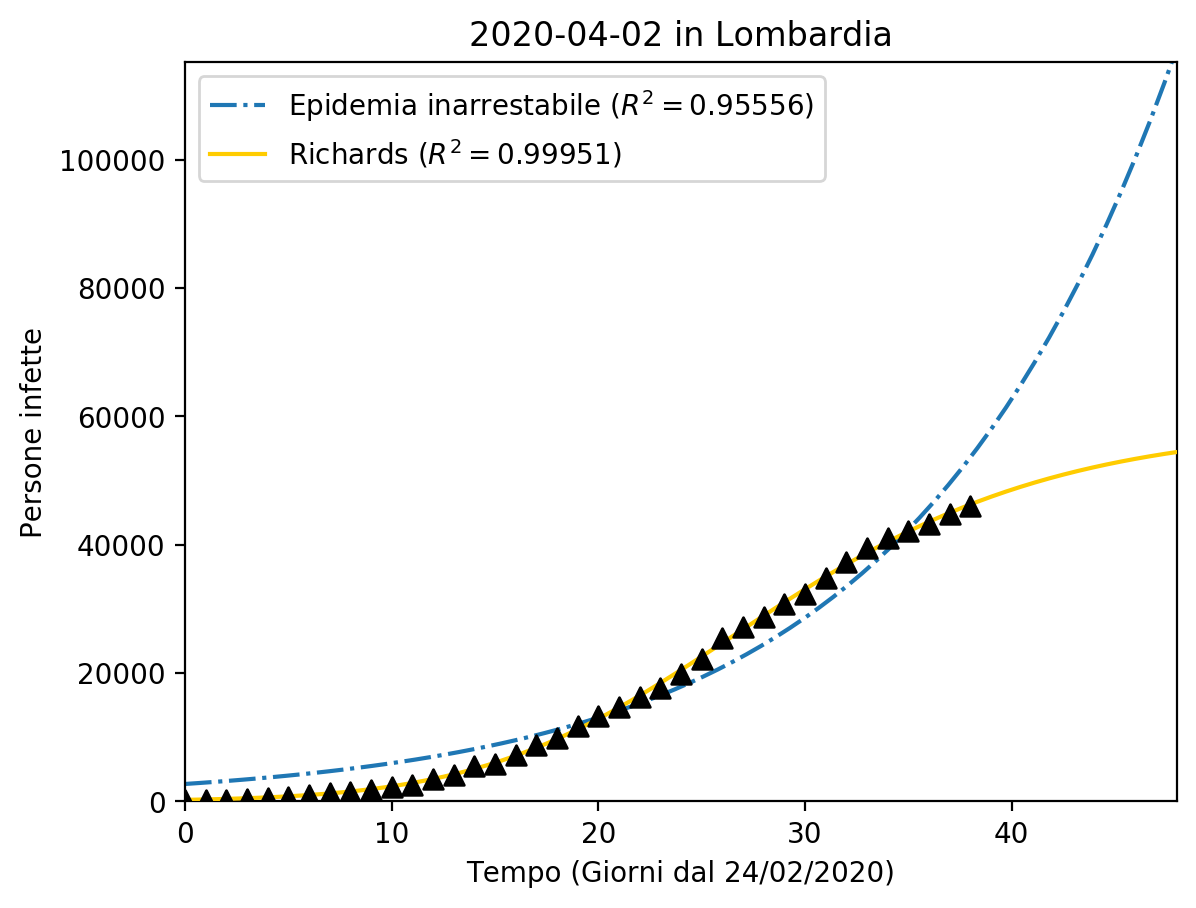 2020-04-02 in Lombardia
Epidemia inarrestabile (R² = 0.95556)
Richards (R² = 0.99951)
100000
80000
60000
40000
20000
0
Persone infette
0 10 20 30 40
Tempo (Giorni dal 24/02/2020)